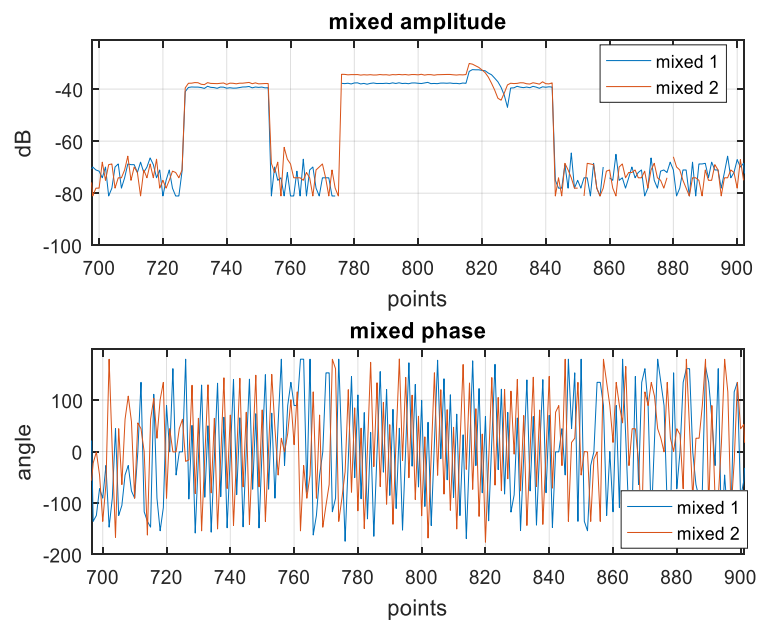 mixed amplitude
mixed 1
mixed 2
-40
-60
-80
-100
dB
700 720 740 760 780 800 820 840 860 880 900
points
mixed phase
100
0
-100
-200
angle
mixed 1
mixed 2
700 720 740 760 780 800 820 840 860 880 900
points